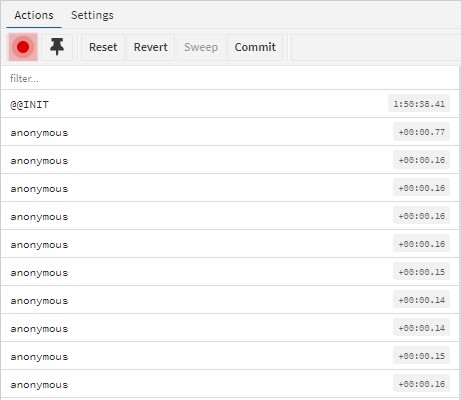 Actions Settings
Reset Revert Sweep Commit
filter...
@@INIT 1:50:38.41
anonymous +00:00.77
anonymous +00:00.16
anonymous +00:00.16
anonymous +00:00.16
anonymous +00:00.16
anonymous +00:00.15
anonymous +00:00.14
anonymous +00:00.14
anonymous +00:00.15
anonymous +00:00.16